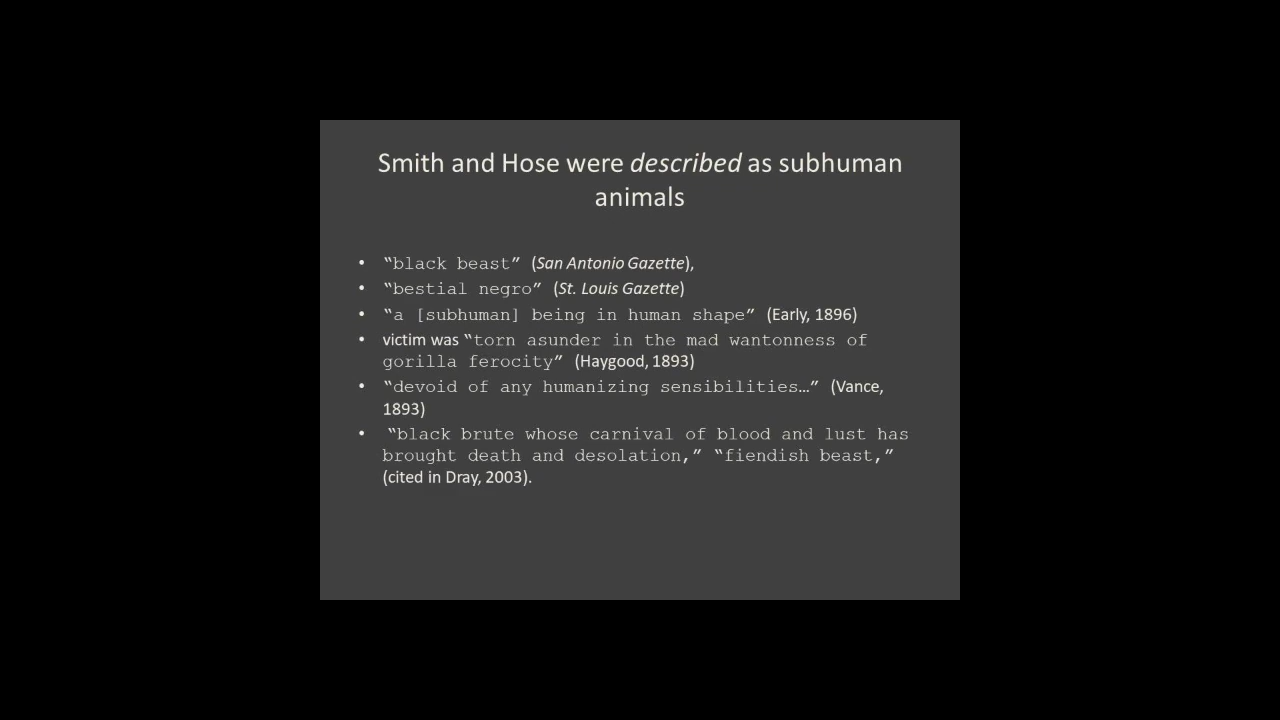 Smith and Hose were described as subhuman
animals
• “black beast” (San Antonio Gazette),
• “bestial negro” (St. Louis Gazette)
• “a [subhuman] being in human shape” (Early, 1896)
• victim was “torn asunder in the mad wantonness of
gorilla ferocity” (Haygood, 1893)
• “devoid of any humanizing sensibilities…” (Vance,
1893)
• “black brute whose carnival of blood and lust has
brought death and desolation,” “fiendish beast,”
(cited in Dray, 2003).